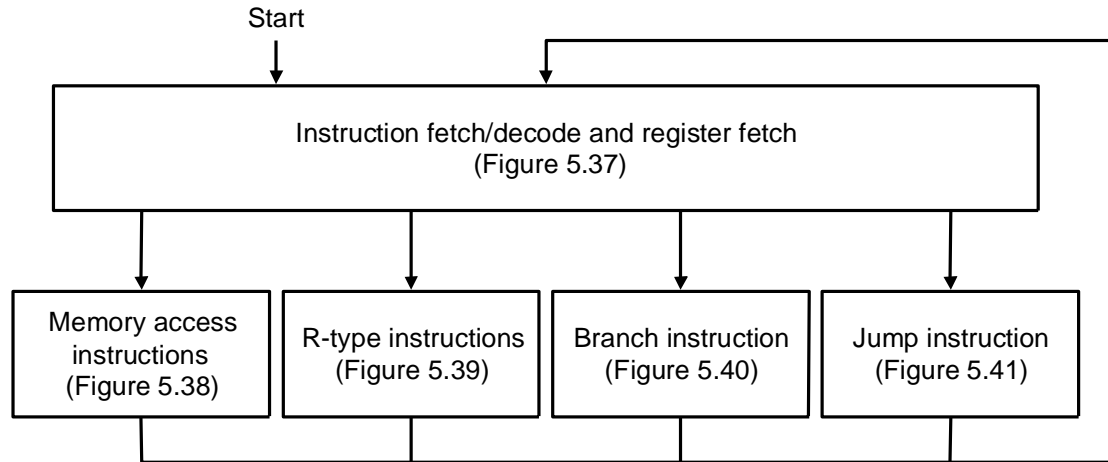 Start
Instruction fetch/decode and register fetch
(Figure 5.37)
Memory access
instructions
(Figure 5.38)
R-type instructions
(Figure 5.39)
Branch instruction
(Figure 5.40)
Jump instruction
(Figure 5.41)